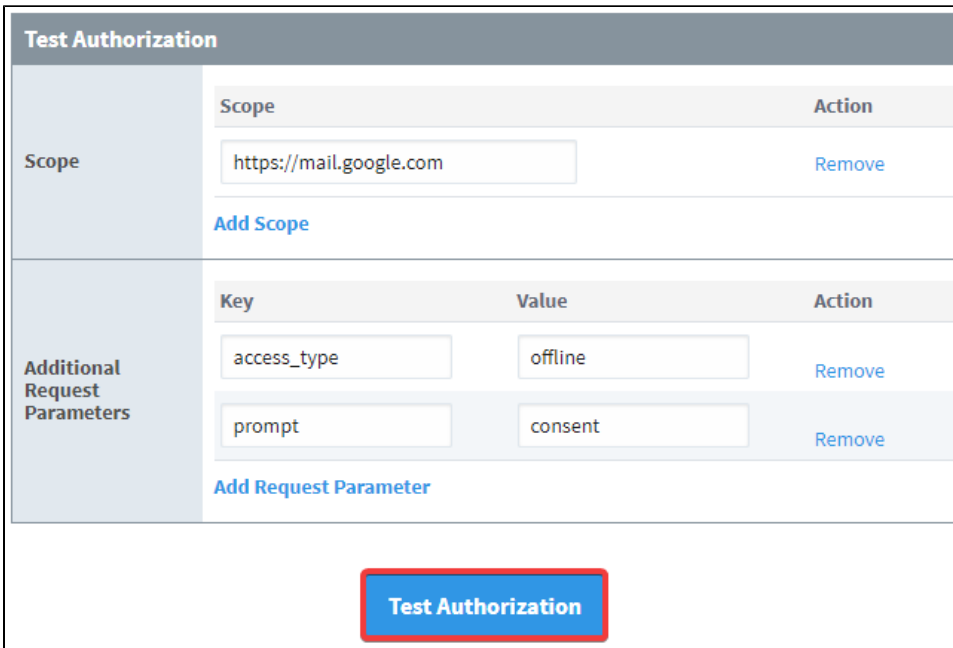 Test Authorization
Scope
Scope Action
https://mail.google.com Remove
Add Scope
Additional
Request
Parameters
Key Value Action
access_type offline Remove
prompt consent Remove
Add Request Parameter
Test Authorization